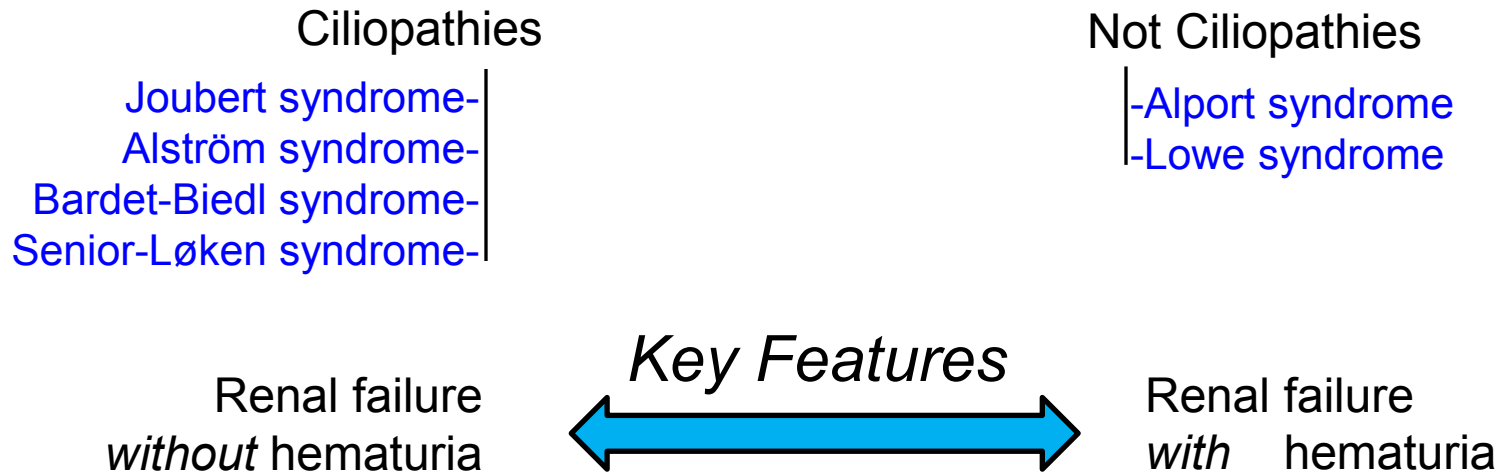 Ciliopathies
Joubert syndrome-
Alström syndrome-
Bardet-Biedl syndrome-
Senior-Løken syndrome-
Not Ciliopathies
-Alport syndrome
-Lowe syndrome
Key Features
Renal failure
without hematuria
Renal failure
with hematuria